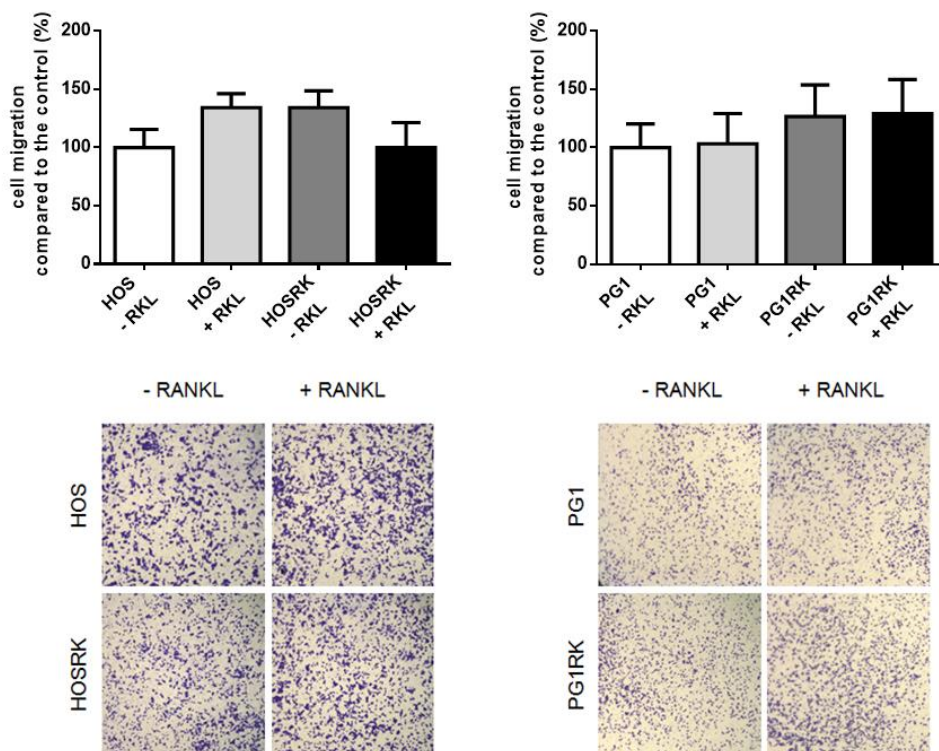 cell migration
compared to the control (%)
200
150
100
50
0
HOS
- RKL
HOS
+ RKL
HOSRK
- RKL
HOSRK
+ RKL
cell migration
compared to the control (%)
200
150
100
50
0
PG1
- RKL
PG1
+ RKL
PG1RK
- RKL
PG1RK
+ RKL
- RANKL
+ RANKL
HOS
HOSRK
- RANKL
+ RANKL
PG1
PG1RK